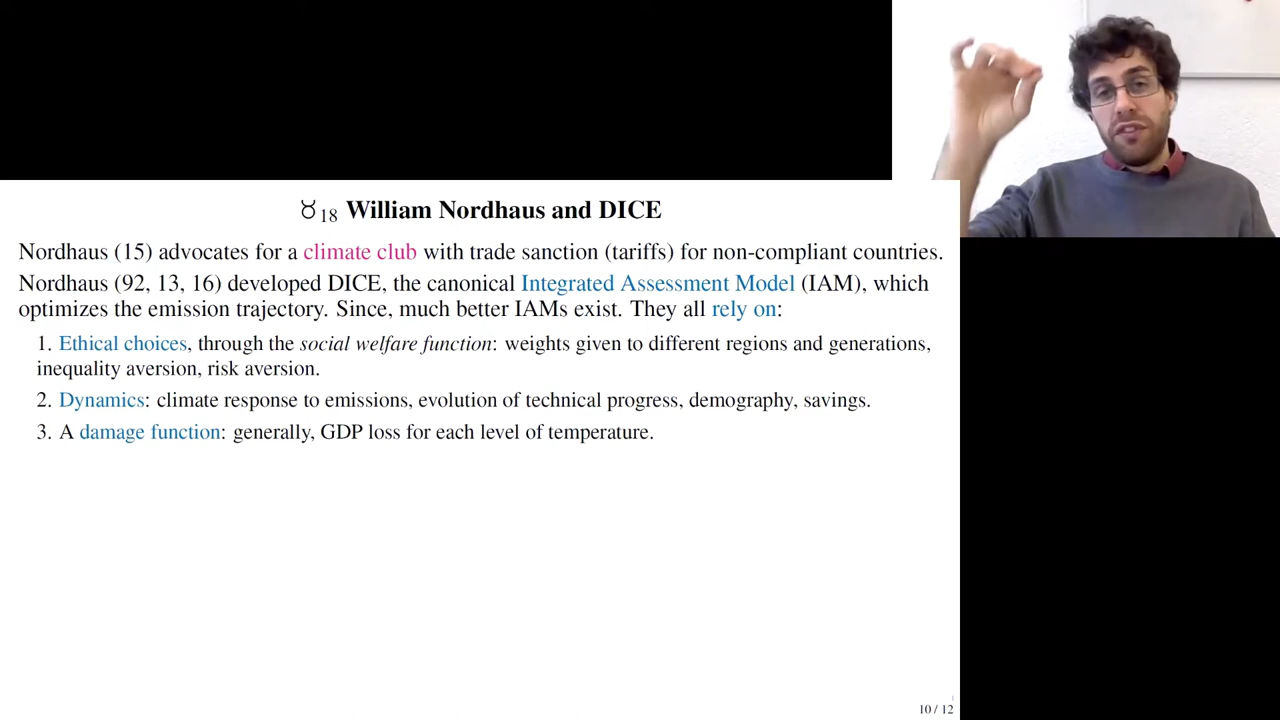 ♉18 William Nordhaus and DICE
Nordhaus (15) advocates for a climate club with trade sanction (tariffs) for non-compliant countries.
Nordhaus (92, 13, 16) developed DICE, the canonical Integrated Assessment Model (IAM), which
optimizes the emission trajectory. Since, much better IAMs exist. They all rely on:
1. Ethical choices, through the social welfare function: weights given to different regions and generations,
inequality aversion, risk aversion.
2. Dynamics: climate response to emissions, evolution of technical progress, demography, savings.
3. A damage function: generally, GDP loss for each level of temperature.
10 / 12